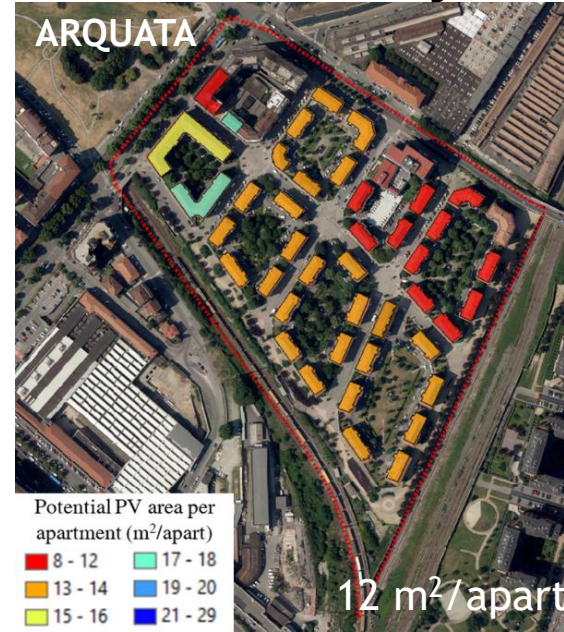 ARQUATA
Potential PV area per
apartment (m²/apart)
8 - 12
17 - 18
13 - 14
19 - 20
15 - 16
21 - 29
12 m²/apart